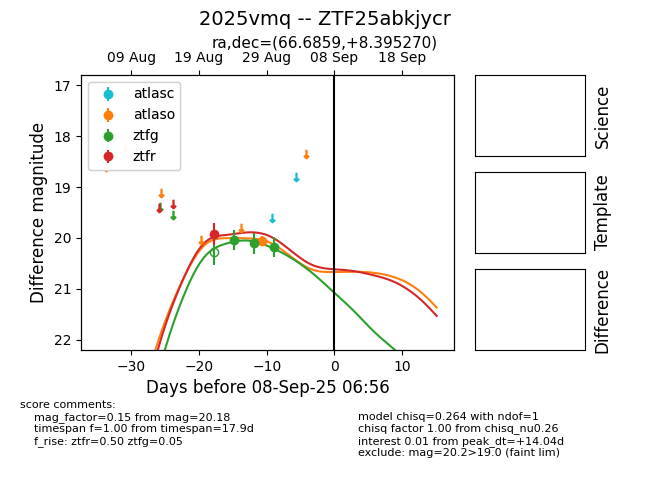 2025vmq -- ZTF25abkjycr
ra,dec=(66.6859,+8.395270)
09 Aug 19 Aug 29 Aug 08 Sep 18 Sep
17
18
19
20
21
22
Difference magnitude
atlasc
atlaso
ztfg
ztfr
−30 −20 −10 0 10
Days before 08-Sep-25 06:56
Science
Template
Difference
score comments:
mag_factor=0.15 from mag=20.18
timespan f=1.00 from timespan=17.9d
f_rise: ztfr=0.50 ztfg=0.05
model chisq=0.264 with ndof=1
chisq factor 1.00 from chisq_nu0.26
interest 0.01 from peak_dt=+14.04d
exclude: mag=20.2>19.0 (faint lim)